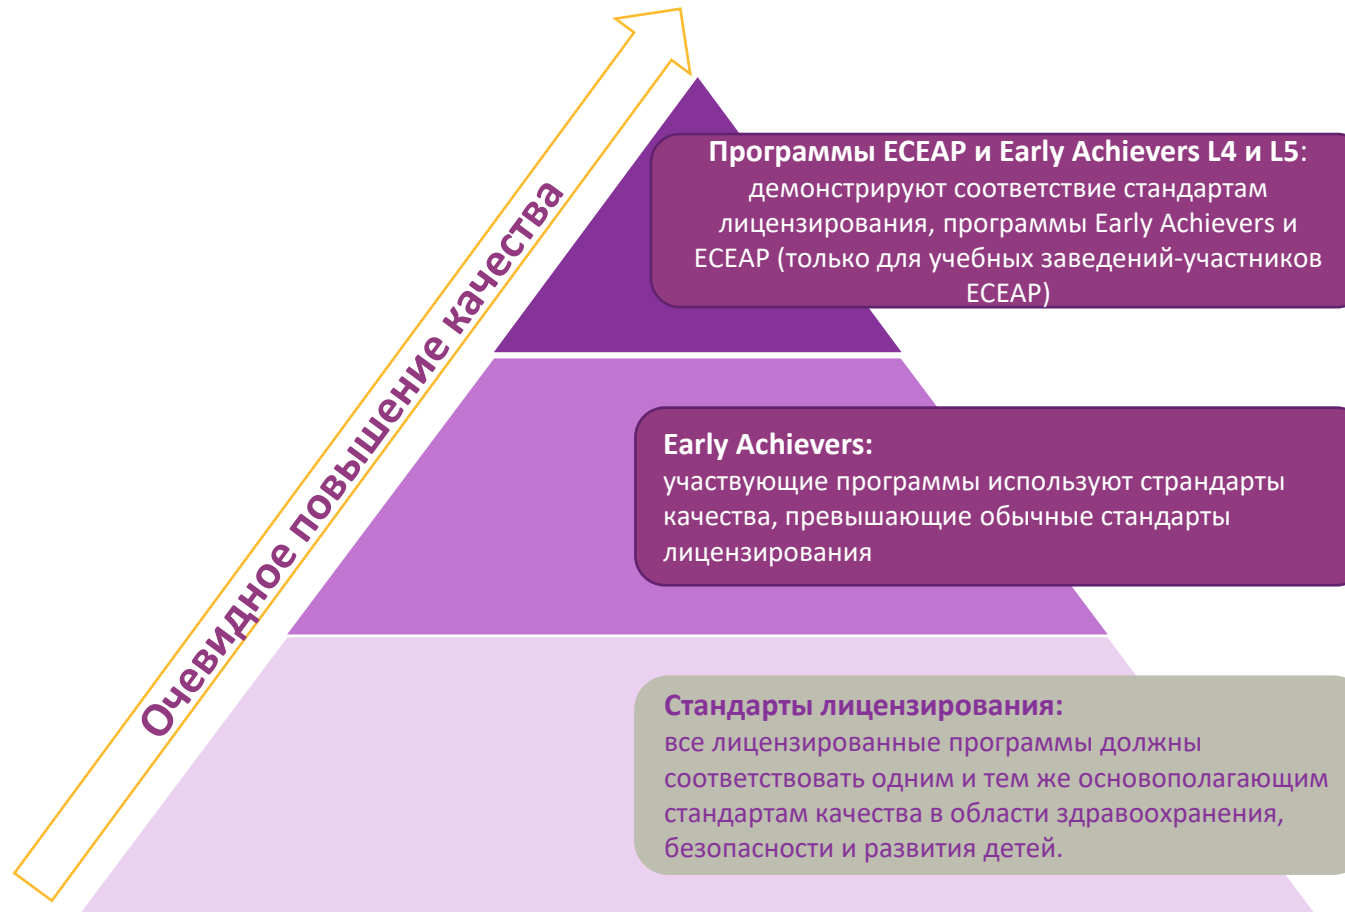 Очевидное повышение качества
Программы ECEAP и Early Achievers L4 и L5:
демонстрируют соответствие стандартам
лицензирования, программы Early Achievers и
ECEAP (только для учебных заведений-участников
ECEAP)
Early Achievers:
участвующие программы используют страндарты
качества, превышающие обычные стандарты
лицензирования
Стандарты лицензирования:
все лицензированные программы должны
соответствовать одним и тем же основополагающим
стандартам качества в области здравоохранения,
безопасности и развития детей.